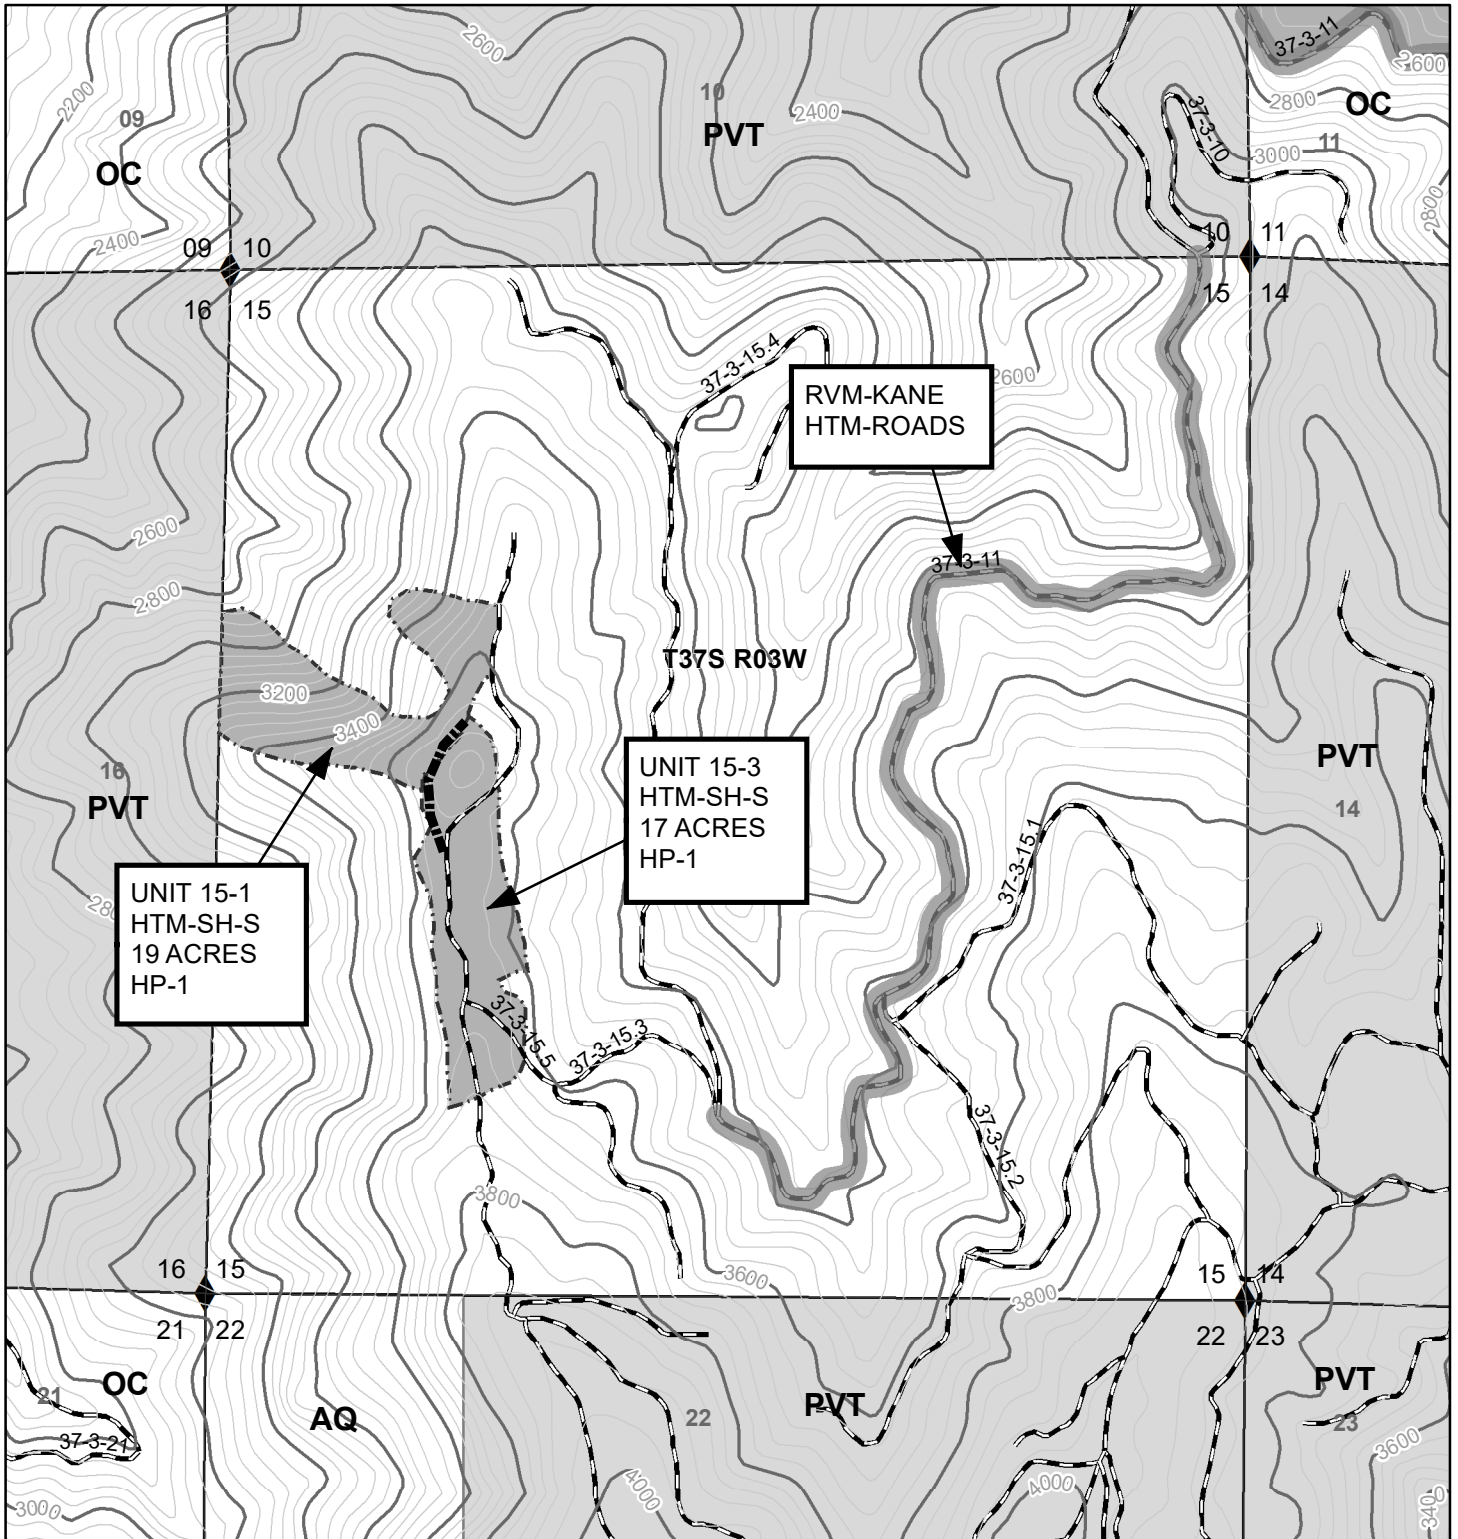 2600
37-3-11
2600
2200
09
10
PVT
2400
2800
OC
37-3-10
11
3000
OC
2800
2400
09 10
10 11
16 15
15 14
37-3-15.4
RVM-KANE
HTM-ROADS
2600
2600
37-3-11
2800
T37S R03W
3200
3400
UNIT 15-3
HTM-SH-S
17 ACRES
HP-1
16
PVT
PVT
14
37-3-15.1
UNIT 15-1
HTM-SH-S
19 ACRES
HP-1
37-3-15.5
37-3-15.3
37-3-15.2
3800
16 15
15 14
3600
3800
21 22
22 23
OC
21
AQ
PVT
22
PVT
23
37-3-21
3600
4000
4000
3000